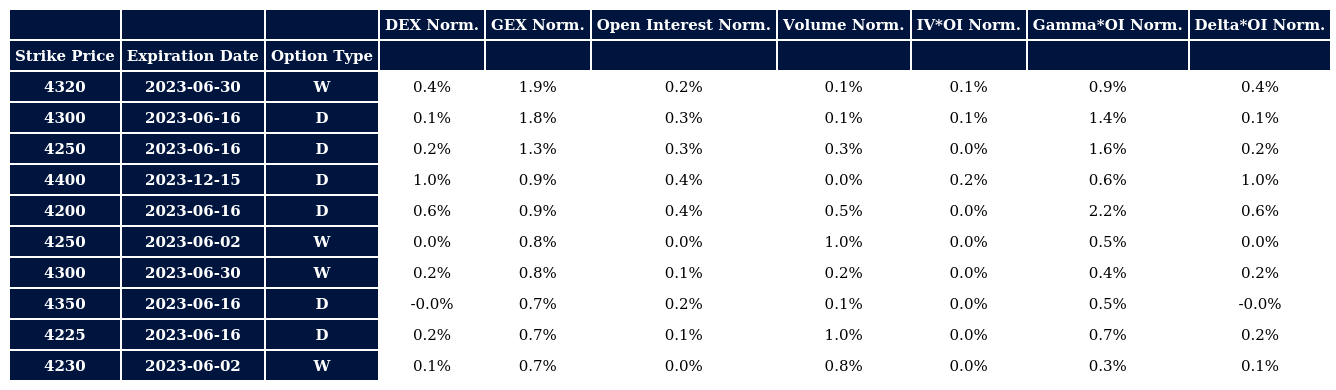 DEX Norm. GEX Norm. Open Interest Norm. Volume Norm. IV*OI Norm. Gamma*OI Norm. Delta*OI Norm.
Strike Price Expiration Date Option Type
4320 2023-06-30 W 0.4% 1.9% 0.2% 0.1% 0.1% 0.9% 0.4%
4300 2023-06-16 D 0.1% 1.8% 0.3% 0.1% 0.1% 1.4% 0.1%
4250 2023-06-16 D 0.2% 1.3% 0.3% 0.3% 0.0% 1.6% 0.2%
4400 2023-12-15 D 1.0% 0.9% 0.4% 0.0% 0.2% 0.6% 1.0%
4200 2023-06-16 D 0.6% 0.9% 0.4% 0.5% 0.0% 2.2% 0.6%
4250 2023-06-02 W 0.0% 0.8% 0.0% 1.0% 0.0% 0.5% 0.0%
4300 2023-06-30 W 0.2% 0.8% 0.1% 0.2% 0.0% 0.4% 0.2%
4350 2023-06-16 D -0.0% 0.7% 0.2% 0.1% 0.0% 0.5% -0.0%
4225 2023-06-16 D 0.2% 0.7% 0.1% 1.0% 0.0% 0.7% 0.2%
4230 2023-06-02 W 0.1% 0.7% 0.0% 0.8% 0.0% 0.3% 0.1%